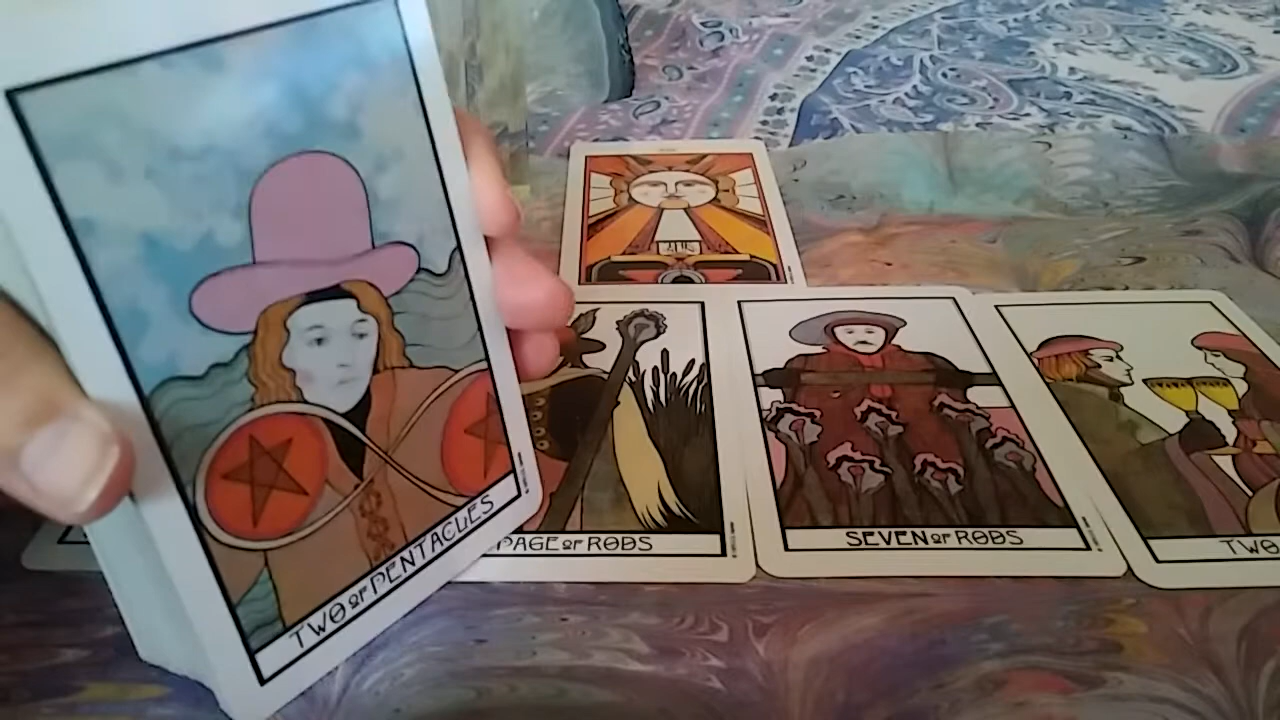 TWO OF PENTACLES
PAGE OF RODS
SEVEN OF RODS
TWO